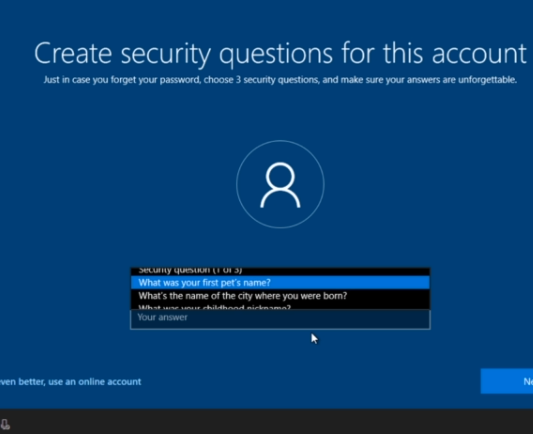 Create security questions for this account
Just in case you forget your password, choose 3 security questions, and make sure your answers are unforgettable.
Security question (1 of 3)
What was your first pet's name?
What's the name of the city where you were born?
What was your childhood nickname?
Your answer
even better, use an online account
Ne